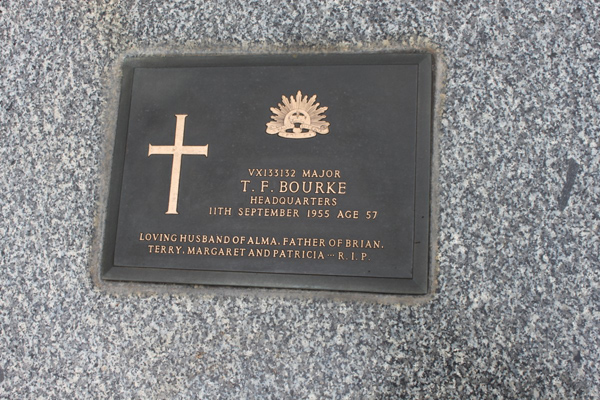 VX133132 MAJOR
T. F. BOURKE
HEADQUARTERS
11TH SEPTEMBER 1955 AGE 57
LOVING HUSBAND OF ALMA. FATHER OF BRIAN.
TERRY. MARGARET AND PATRICIA --- R. I. P.